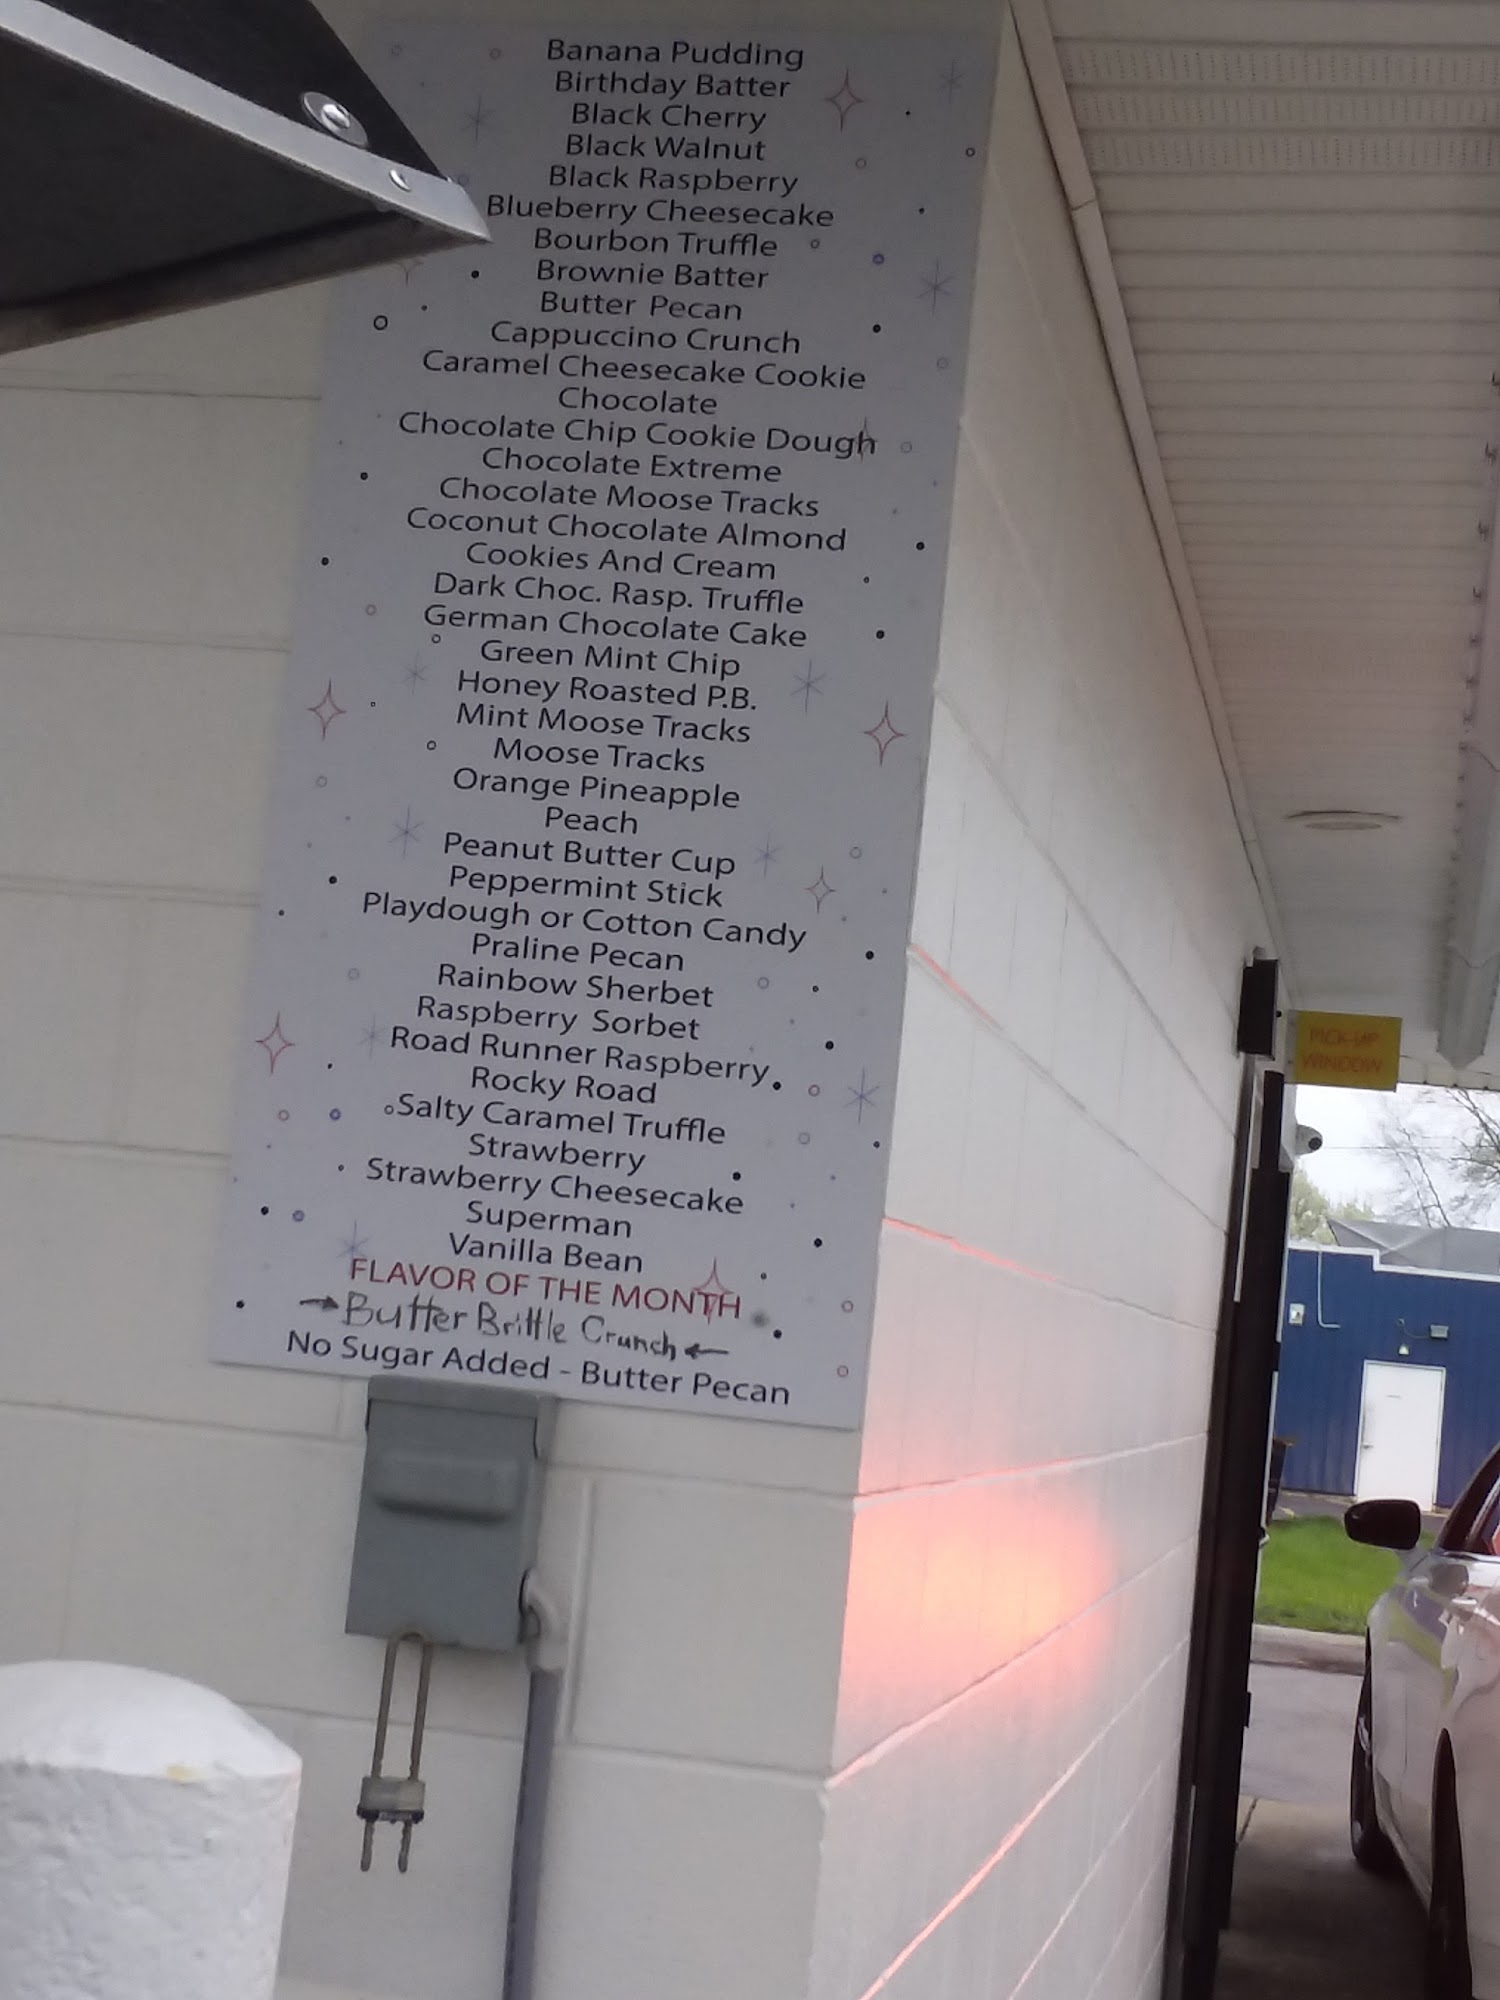 Banana Pudding
Birthday Batter
Black Cherry
Black Walnut
Black Raspberry
Blueberry Cheesecake
Bourbon Truffle
Brownie Batter
Butter Pecan
Cappuccino Crunch
Caramel Cheesecake Cookie
Chocolate
Chocolate Chip Cookie Dough
Chocolate Extreme
Chocolate Moose Tracks
Coconut Chocolate Almond
Cookies And Cream
Dark Choc. Rasp. Truffle
German Chocolate Cake
Green Mint Chip
Honey Roasted P.B.
Mint Moose Tracks
Moose Tracks
Orange Pineapple
Peach
Peanut Butter Cup
Peppermint Stick
Playdough or Cotton Candy
Praline Pecan
Rainbow Sherbet
Raspberry Sorbet
Road Runner Raspberry
Rocky Road
Salty Caramel Truffle
Strawberry
Strawberry Cheesecake
Superman
Vanilla Bean
FLAVOR OF THE MONTH
→ Butter Brittle Crunch ←
No Sugar Added - Butter Pecan
PICK-UP
WINDOW